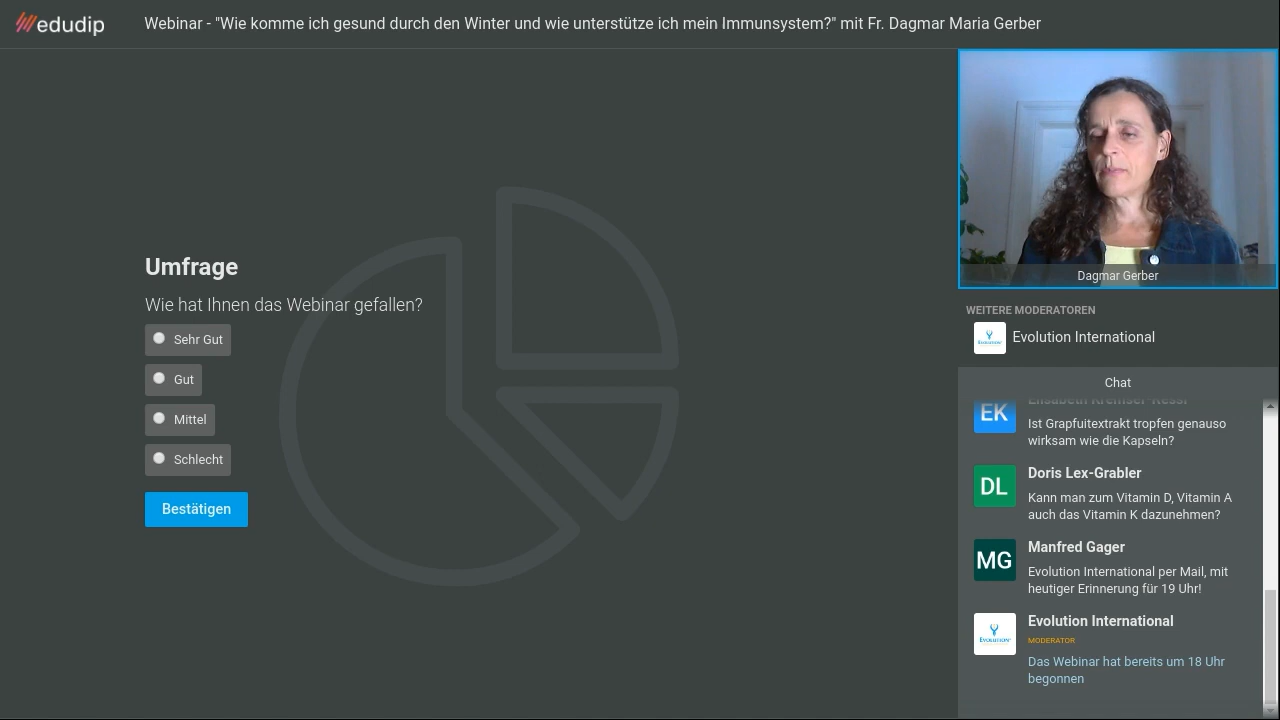 edudip
Webinar - "Wie komme ich gesund durch den Winter und wie unterstütze ich mein Immunsystem?" mit Fr. Dagmar Maria Gerber
Umfrage
Wie hat Ihnen das Webinar gefallen?
Sehr Gut
Gut
Mittel
Schlecht
Bestätigen
Dagmar Gerber
WEITERE MODERATOREN
Evolution International
Chat
EK
Ist Grapfuitextrakt tropfen genauso
wirksam wie die Kapseln?
DL
Doris Lex-Grabler
Kann man zum Vitamin D, Vitamin A
auch das Vitamin K dazunehmen?
MG
Manfred Gager
Evolution International per Mail, mit
heutiger Erinnerung für 19 Uhr!
Evolution International
MODERATOR
Das Webinar hat bereits um 18 Uhr
begonnen